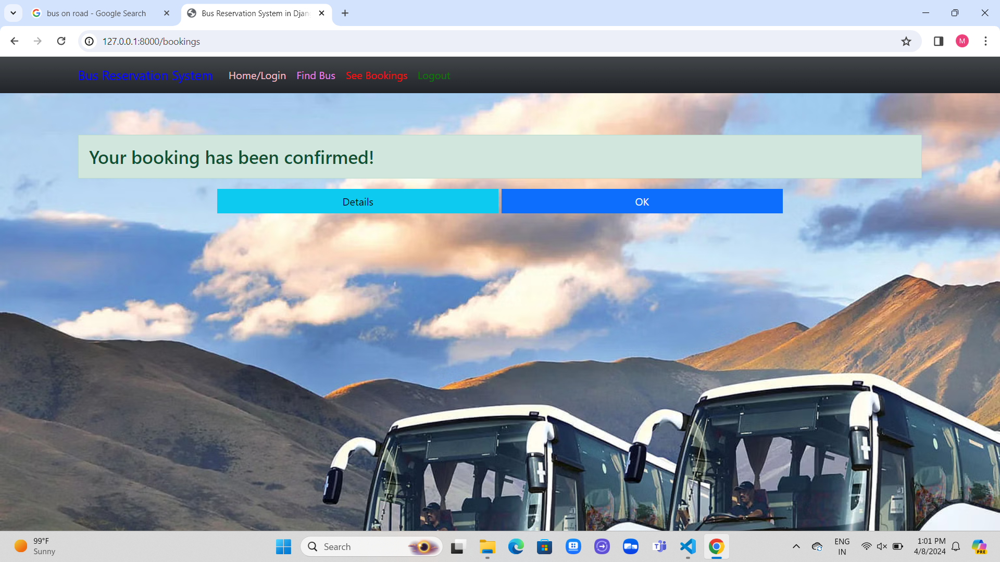 bus on road - Google Search
Bus Reservation System in Djan
127.0.0.1:8000/bookings
M
Bus Reservation System
Home/Login
Find Bus
See Bookings
Logout
Your booking has been confirmed!
Details
OK
99°F
Sunny
Search
ENG
IN
1:01 PM
4/8/2024
PRE